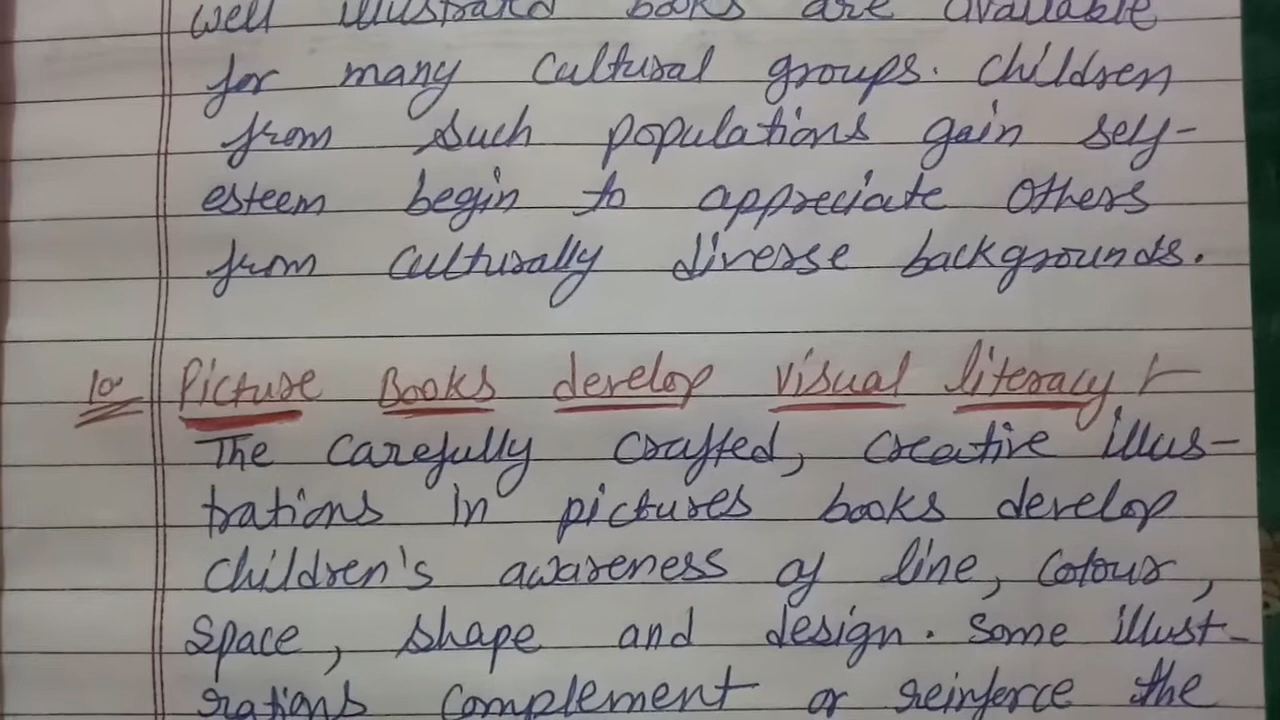 well illustrated books are available
for many cultural groups. Children
from such populations gain self-
esteem begin to appreciate others
from culturally diverse backgrounds.
10. Picture Books develop visual literacy :-
The carefully crafted, creative illus-
trations in pictures books develop
children's awareness of line, colour,
space, shape and design. Some illust-
rations complement or reinforce the